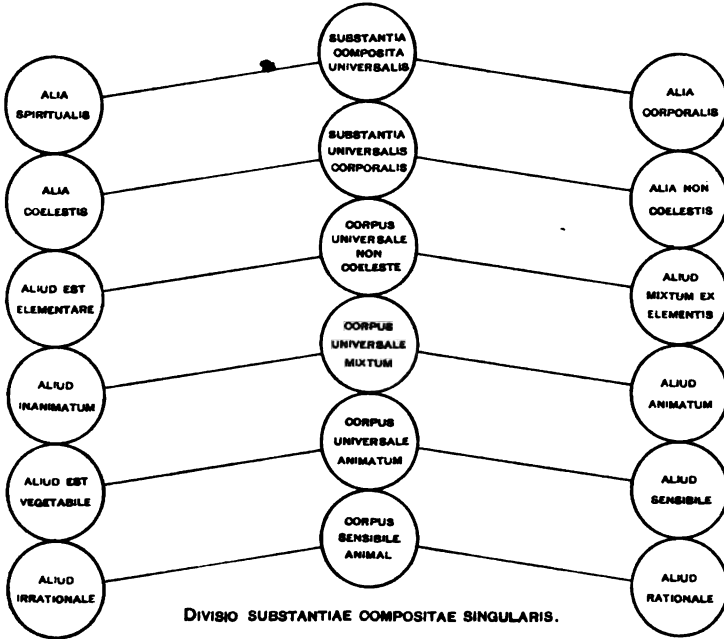 SUBSTANTIA
COMPOSITA
UNIVERSALIS
ALIA
SPIRITUALIS
ALIA
CORPORALIS
SUBSTANTIA
UNIVERSALIS
CORPORALIS
ALIA
COELESTIS
ALIA NON
COELESTIS
CORPUS
UNIVERSALE
NON
COELESTE
ALIUD EST
ELEMENTARE
ALIUD
MIXTUM EX
ELEMENTIS
CORPUS
UNIVERSALE
MIXTUM
ALIUD
INANIMATUM
ALIUD
ANIMATUM
CORPUS
UNIVERSALE
ANIMATUM
ALIUD EST
VEGETABILE
ALIUD
SENSIBILE
CORPUS
SENSIBILE
ANIMAL
ALIUD
IRRATIONALE
ALIUD
RATIONALE
DIVISIO SUBSTANTIAE COMPOSITAE SINGULARIS.